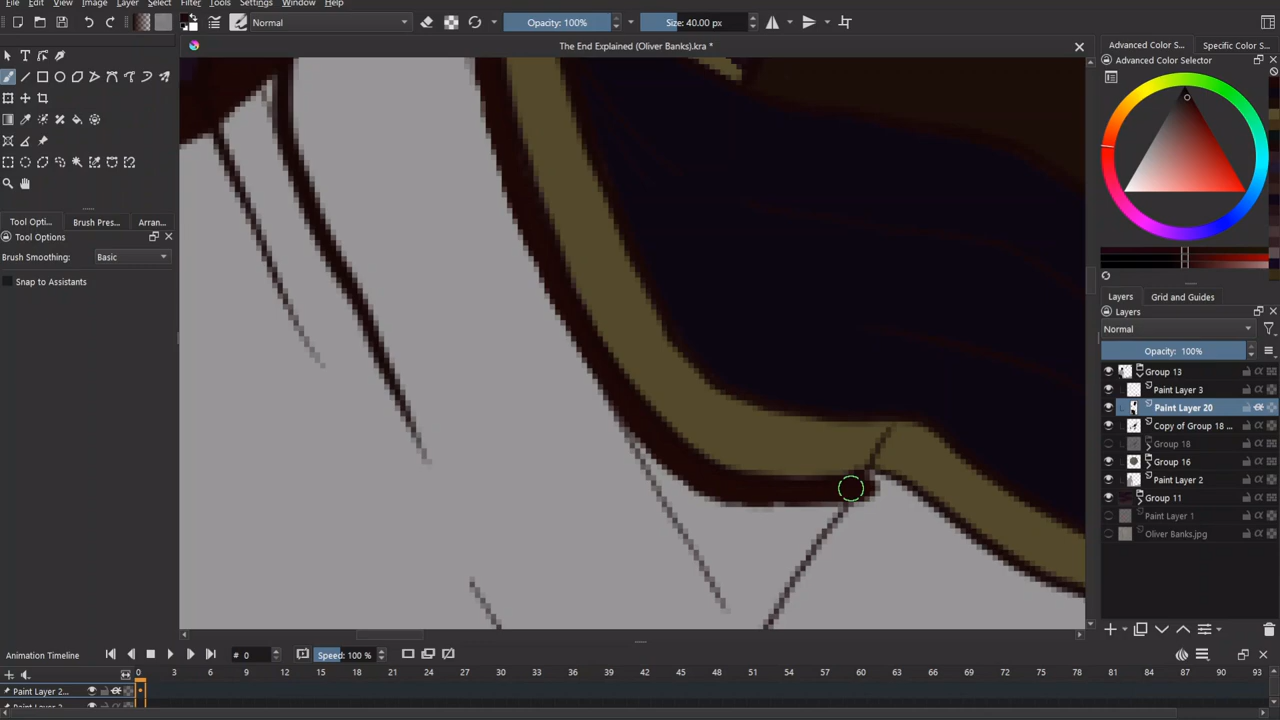 File Edit View Image Layer Select Filter Tools Settings Window Help
Normal Opacity: 100% Size: 40.00 px
The End Explained (Oliver Banks).kra *
Tool Opti... Brush Pres... Arran...
Tool Options
Brush Smoothing: Basic
Snap to Assistants
Advanced Color S... Specific Color S...
Advanced Color Selector
Layers Grid and Guides
Layers
Normal
Opacity: 100%
Group 13
Paint Layer 3
Paint Layer 20
Copy of Group 18 ...
Group 18
Group 16
Paint Layer 2
Group 11
Paint Layer 1
Oliver Banks.jpg
Animation Timeline # 0 Speed: 100 %
0 3 6 9 12 15 18 21 24 27 30 33 36 39 42 45 48 51 54 57 60 63 66 69 72 75 78 81 84 87 90 93
Paint Layer 2...